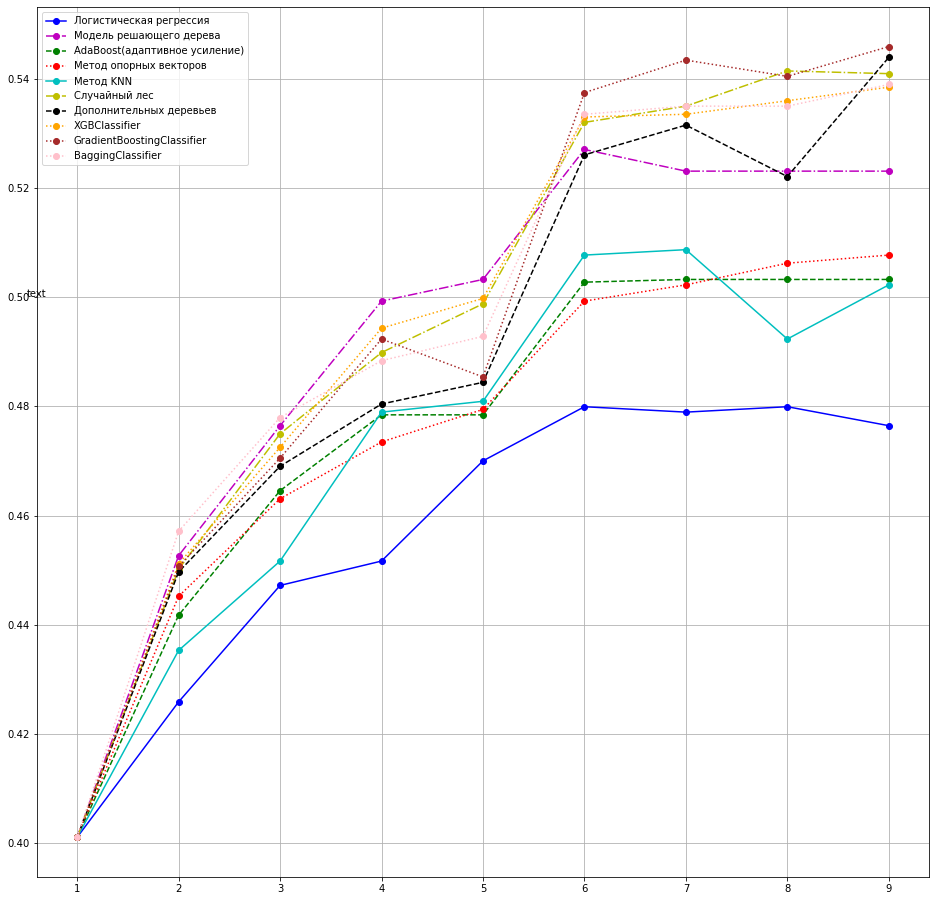 Логистическая регрессия
Модель решающего дерева
AdaBoost(адаптивное усиление)
Метод опорных векторов
Метод KNN
Случайный лес
Дополнительных деревьев
XGBClassifier
GradientBoostingClassifier
BaggingClassifier
0.54
0.52
0.50
text
0.48
0.46
0.44
0.42
0.40
1 2 3 4 5 6 7 8 9